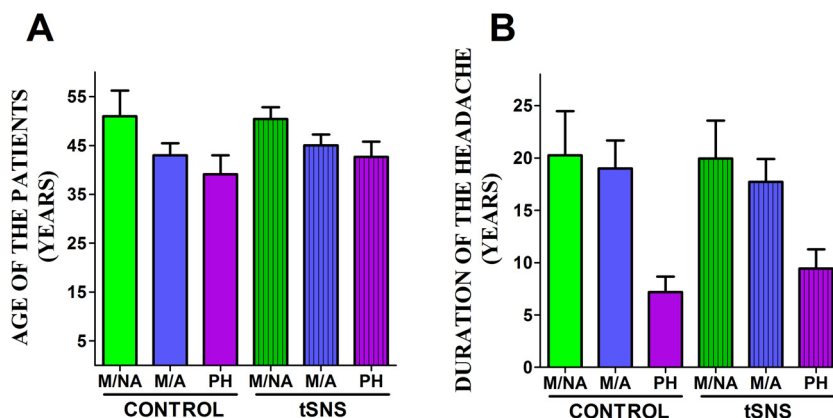 A
AGE OF THE PATIENTS
(YEARS)
55
45
35
25
15
5
M/NA M/A PH M/NA M/A PH
CONTROL tSNS
B
DURATION OF THE HEADACHE
(YEARS)
25
20
15
10
5
0
M/NA M/A PH M/NA M/A PH
CONTROL tSNS